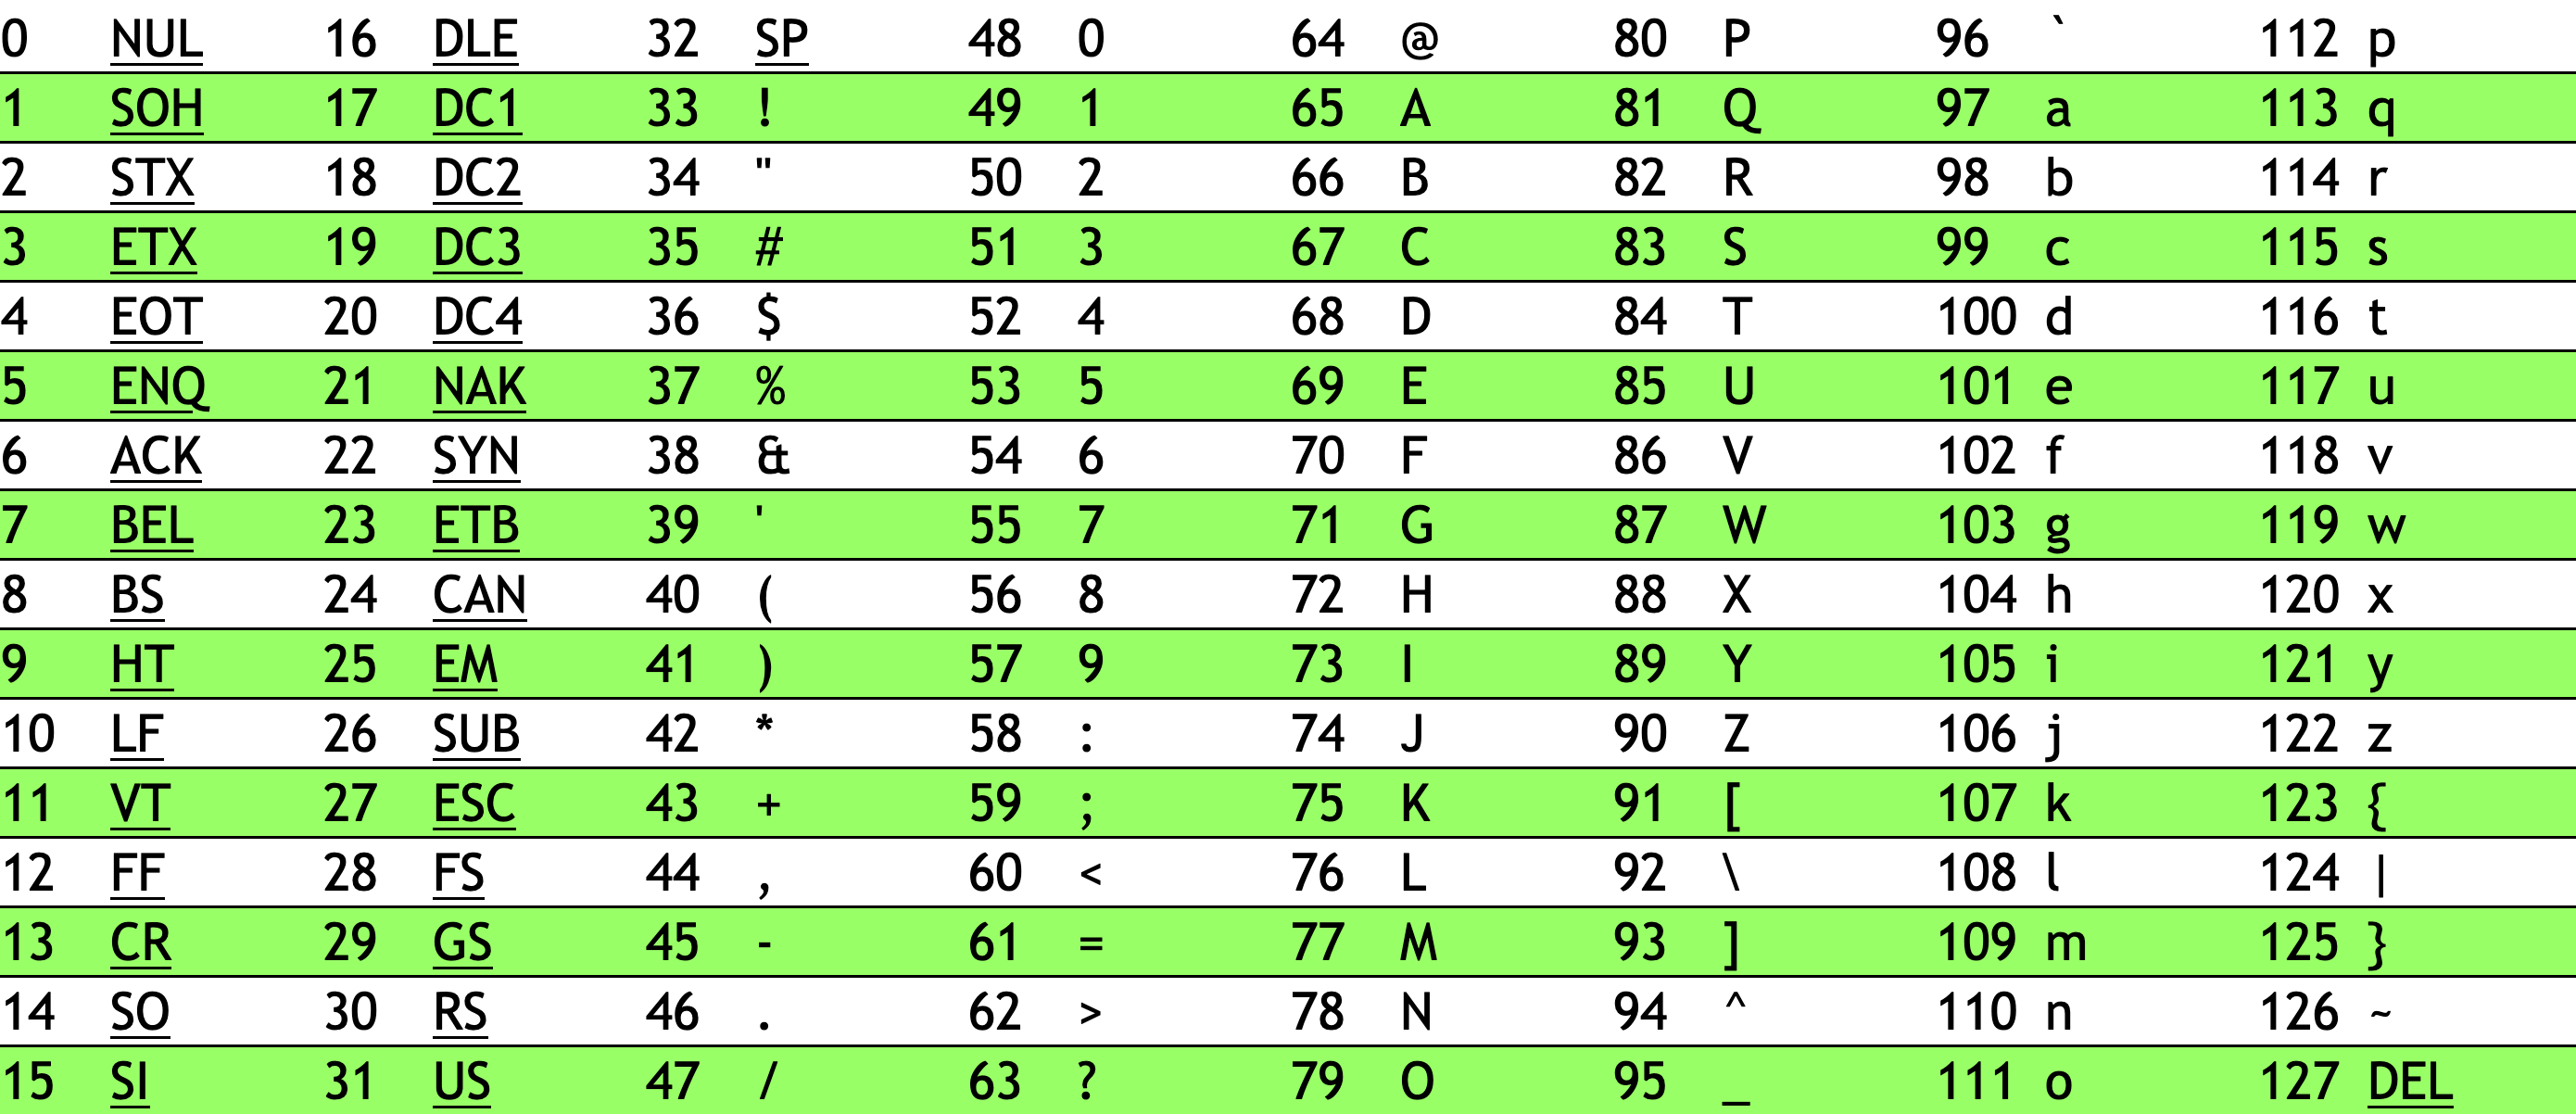 0 NUL 16 DLE 32 SP 48 0 64 @ 80 P 96 ` 112 p
1 SOH 17 DC1 33 ! 49 1 65 A 81 Q 97 a 113 q
2 STX 18 DC2 34 " 50 2 66 B 82 R 98 b 114 r
3 ETX 19 DC3 35 # 51 3 67 C 83 S 99 c 115 s
4 EOT 20 DC4 36 $ 52 4 68 D 84 T 100 d 116 t
5 ENQ 21 NAK 37 % 53 5 69 E 85 U 101 e 117 u
6 ACK 22 SYN 38 & 54 6 70 F 86 V 102 f 118 v
7 BEL 23 ETB 39 ' 55 7 71 G 87 W 103 g 119 w
8 BS 24 CAN 40 ( 56 8 72 H 88 X 104 h 120 x
9 HT 25 EM 41 ) 57 9 73 I 89 Y 105 i 121 y
10 LF 26 SUB 42 * 58 : 74 J 90 Z 106 j 122 z
11 VT 27 ESC 43 + 59 ; 75 K 91 [ 107 k 123 {
12 FF 28 FS 44 , 60 < 76 L 92 \ 108 l 124 |
13 CR 29 GS 45 - 61 = 77 M 93 ] 109 m 125 }
14 SO 30 RS 46 . 62 > 78 N 94 ^ 110 n 126 ~
15 SI 31 US 47 / 63 ? 79 O 95 _ 111 o 127 DEL